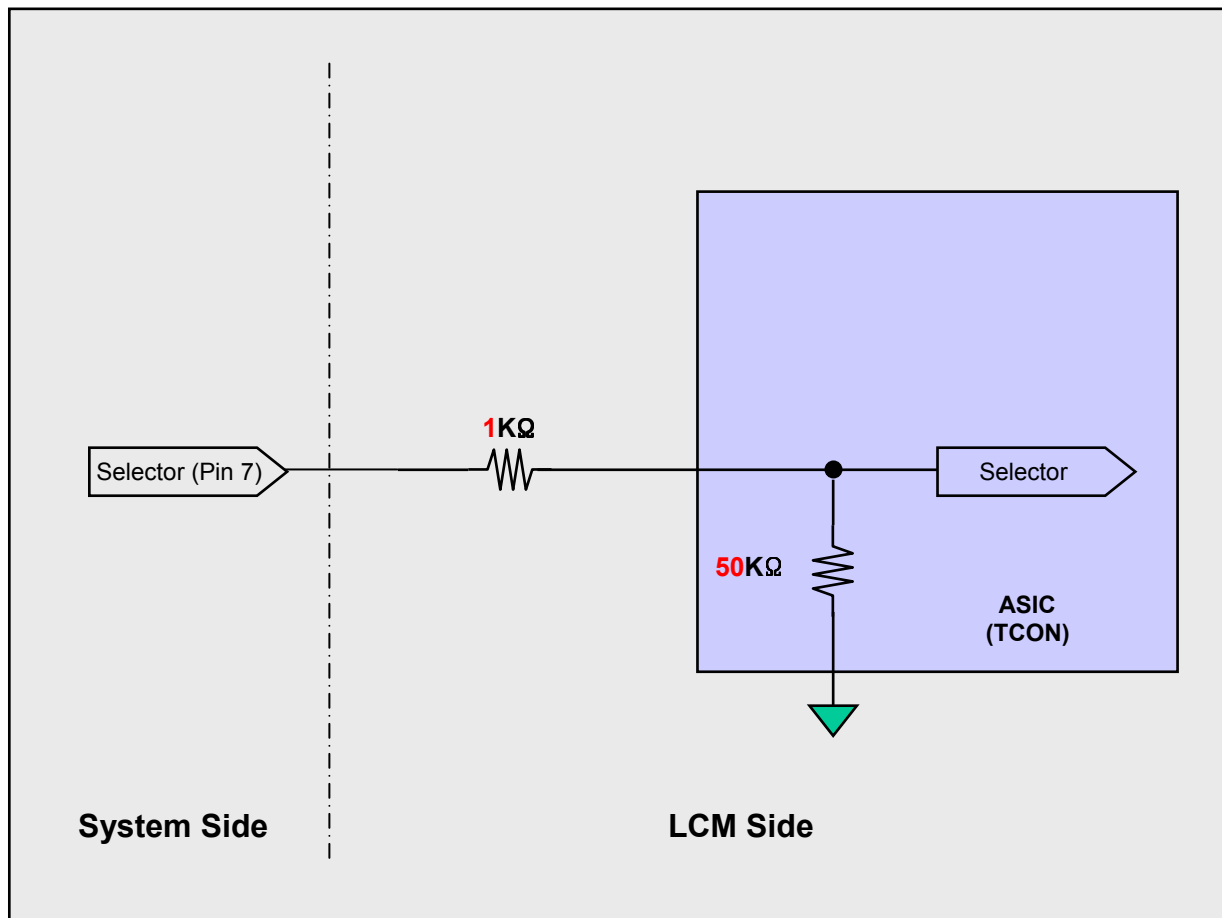 1KΩ
Selector (Pin 7)
Selector
50KΩ
ASIC
(TCON)
System Side
LCM Side